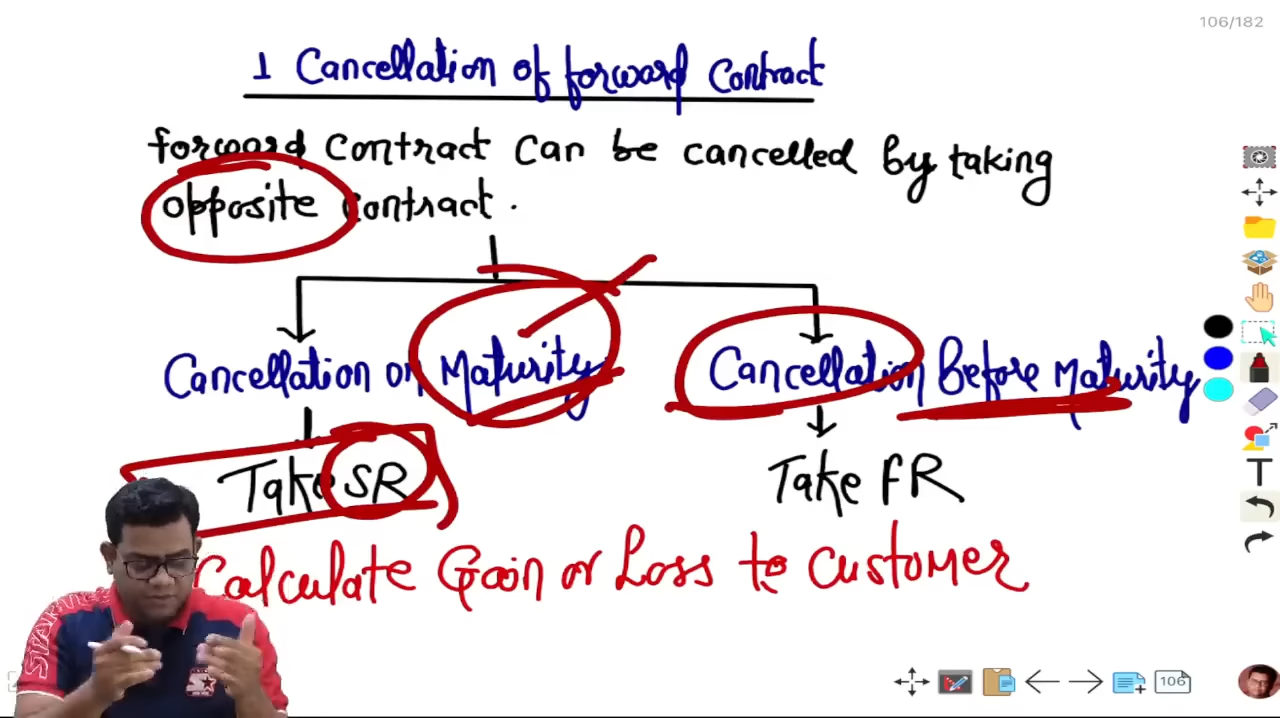 106/182
1 Cancellation of forward Contract
forward contract can be cancelled by taking
opposite contract.
Cancellation on Maturity
Cancellation Before Maturity
Take SR
Take FR
Calculate Gain or Loss to Customer
T
106